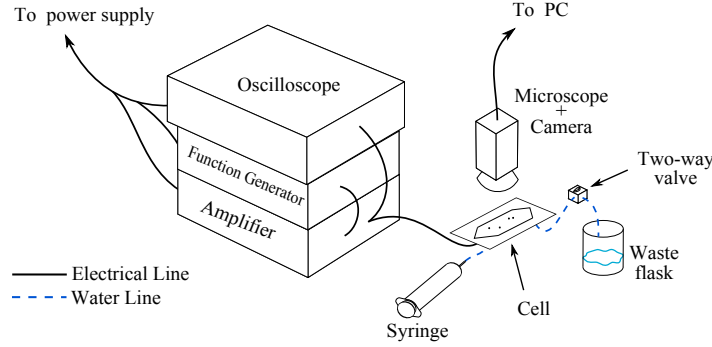 To power supply
To PC
Oscilloscope
Microscope
+
Camera
Function Generator
Two-way
valve
Amplifier
Electrical Line
Water Line
Waste
flask
Cell
Syringe